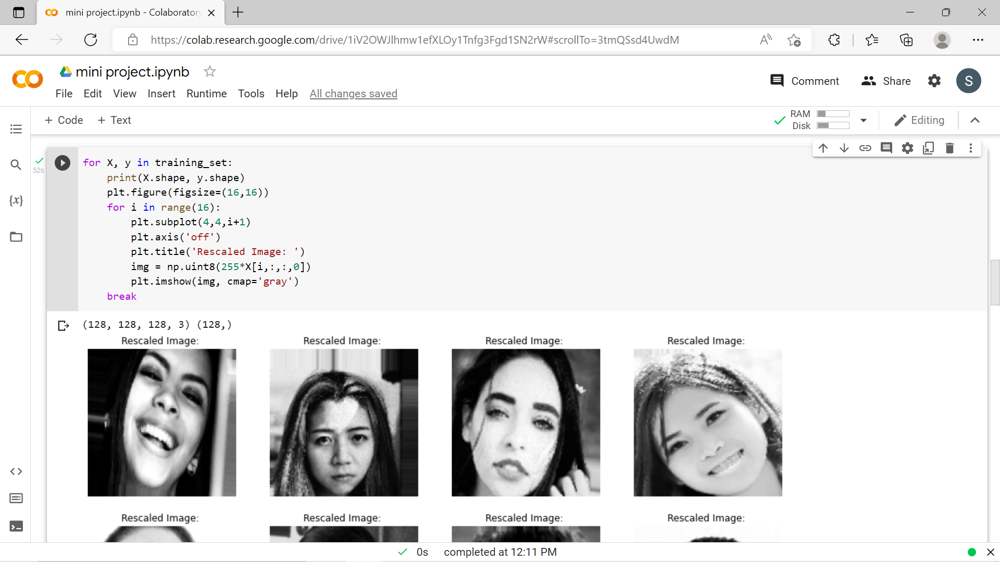 mini project.ipynb - Colaboratory
https://colab.research.google.com/drive/1iV2OWJlhmw1efXLOy1Tnfg3Fgd1SN2rW#scrollTo=3tmQSsd4UwdM
mini project.ipynb
Comment
Share
S
File Edit View Insert Runtime Tools Help All changes saved
+ Code + Text
RAM
Disk
Editing
52s
for X, y in training_set:
    print(X.shape, y.shape)
    plt.figure(figsize=(16,16))
    for i in range(16):
        plt.subplot(4,4,i+1)
        plt.axis('off')
        plt.title('Rescaled Image: ')
        img = np.uint8(255*X[i,:,:,0])
        plt.imshow(img, cmap='gray')
    break
{x}
(128, 128, 128, 3) (128,)
Rescaled Image: Rescaled Image: Rescaled Image: Rescaled Image:
Rescaled Image: Rescaled Image: Rescaled Image: Rescaled Image:
0s completed at 12:11 PM